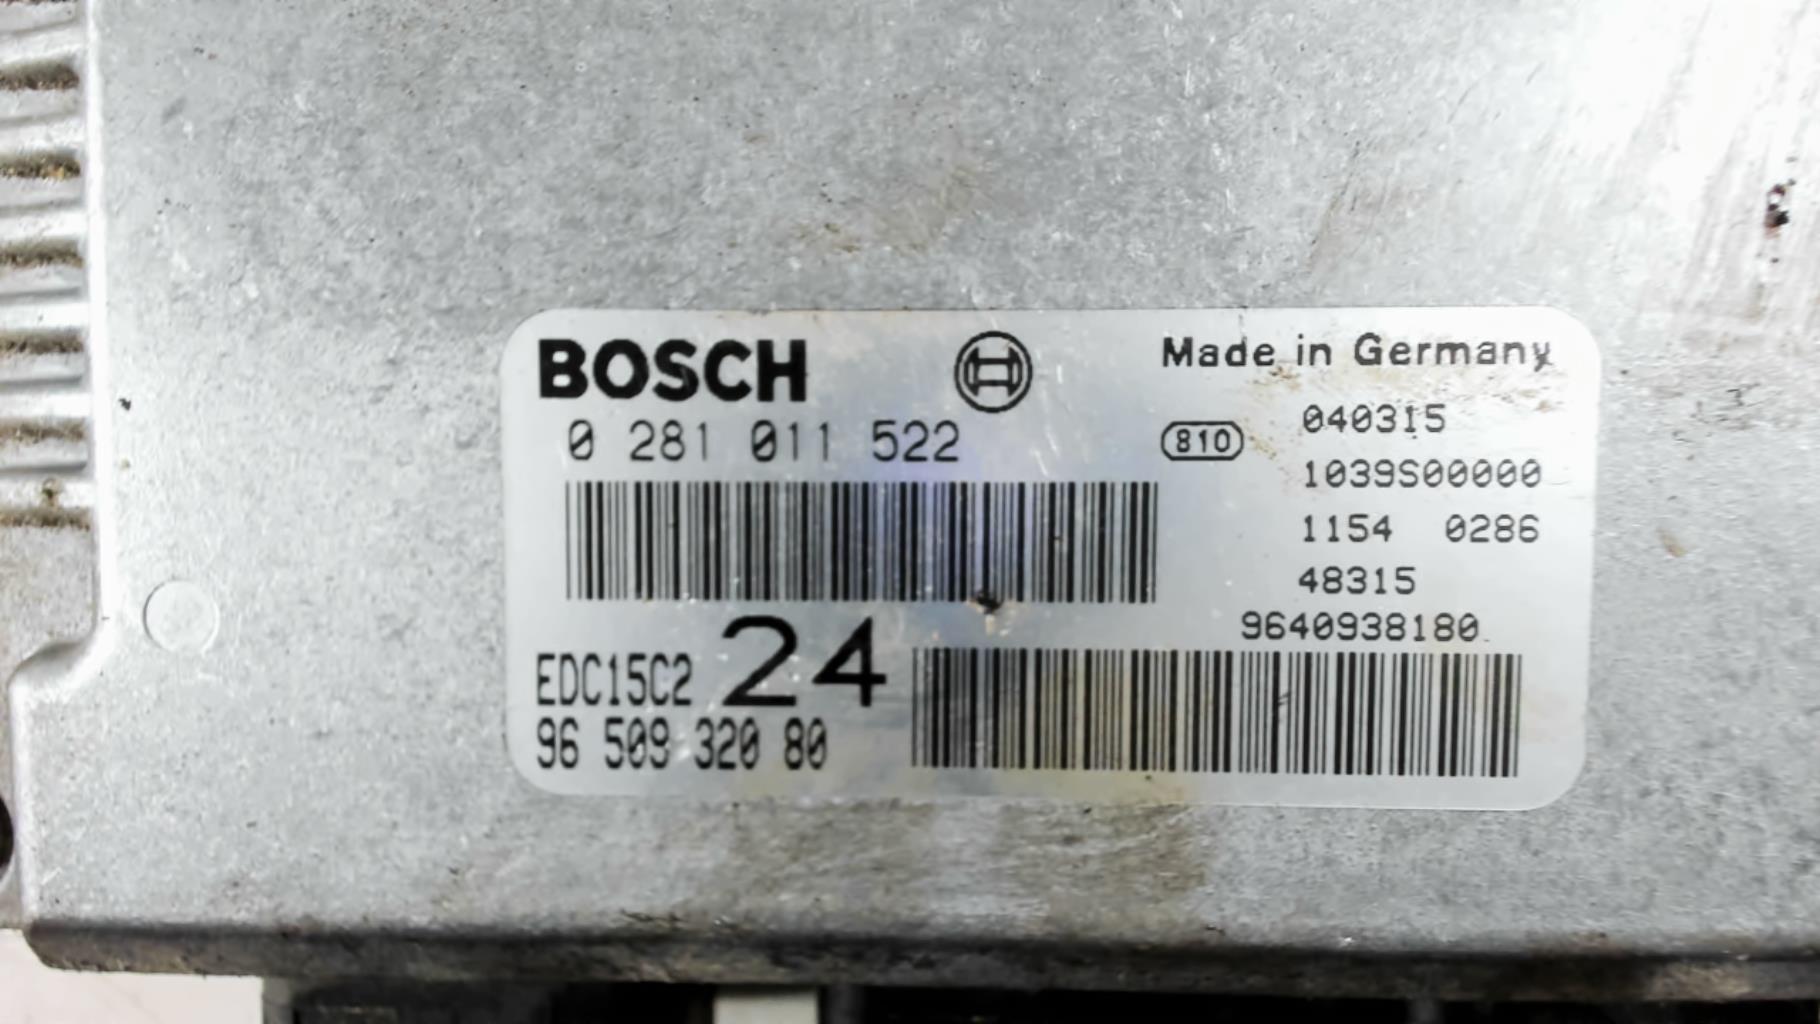 BOSCH
Made in Germany
0 281 011 522
810
040315
1039S00000
1154 0286
48315
9640938180
EDC15C2 24
96 509 320 80